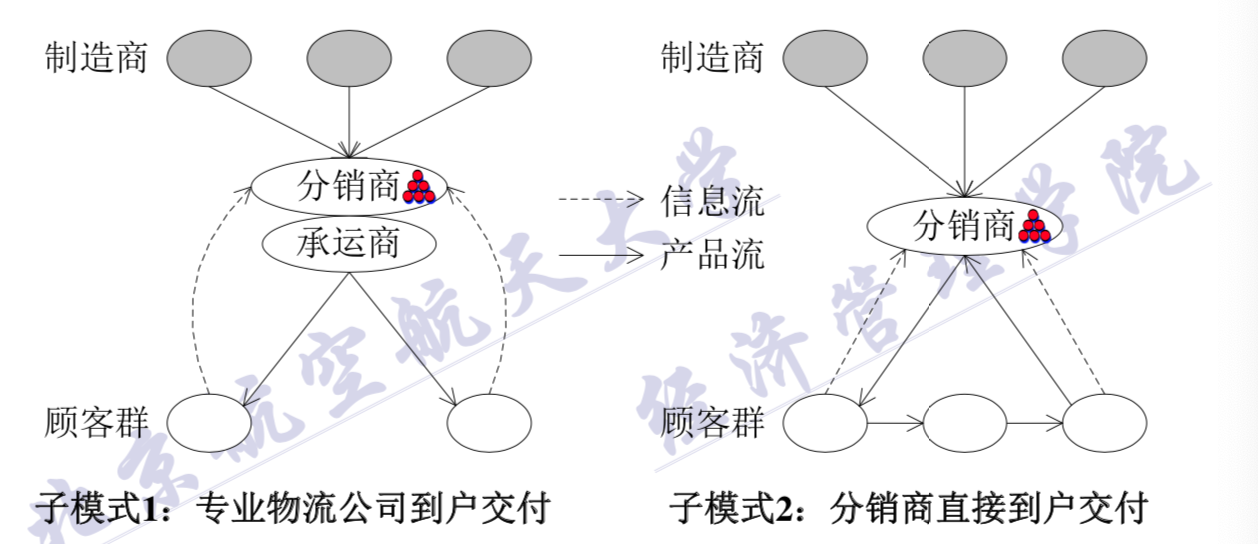 制造商
分销商
承运商
顾客群
子模式1：专业物流公司到户交付
信息流
产品流
制造商
分销商
顾客群
子模式2：分销商直接到户交付
北京航空航天大学
经济管理学院